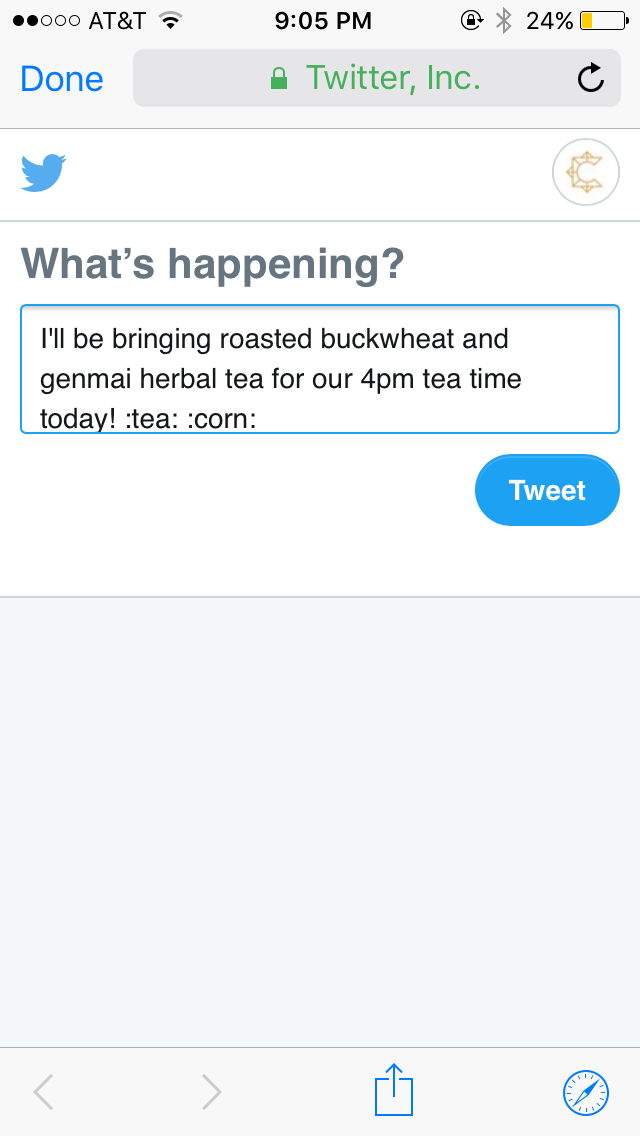 AT&T 9:05 PM 24%
Done Twitter, Inc.
What’s happening?
I'll be bringing roasted buckwheat and
genmai herbal tea for our 4pm tea time
today! :tea: :corn:
Tweet